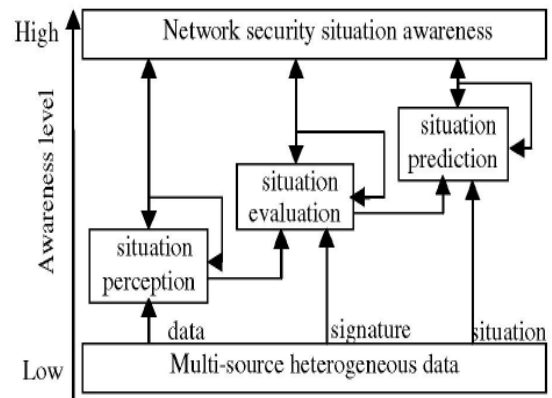 High
Network security situation awareness
Awareness level
situation
prediction
situation
evaluation
situation
perception
data
signature
situation
Low
Multi-source heterogeneous data